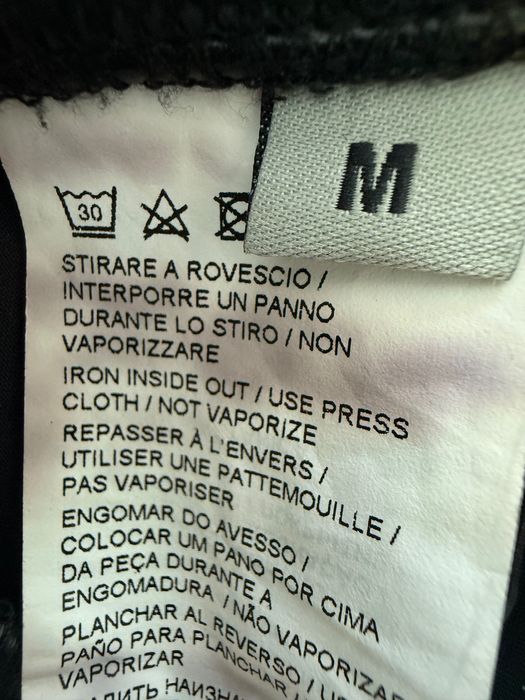 M
30
STIRARE A ROVESCIO /
INTERPORRE UN PANNO
DURANTE LO STIRO / NON
VAPORIZZARE
IRON INSIDE OUT / USE PRESS
CLOTH / NOT VAPORIZE
REPASSER À L'ENVERS /
UTILISER UNE PATTEMOUILLE /
PAS VAPORISER
ENGOMAR DO AVESSO /
COLOCAR UM PANO POR CIMA
DA PEÇA DURANTE A
ENGOMADURA / NÃO VAPORIZAR
PLANCHAR AL REVERSO /
PAÑO PARA PLANCHAR /
VAPORIZAR